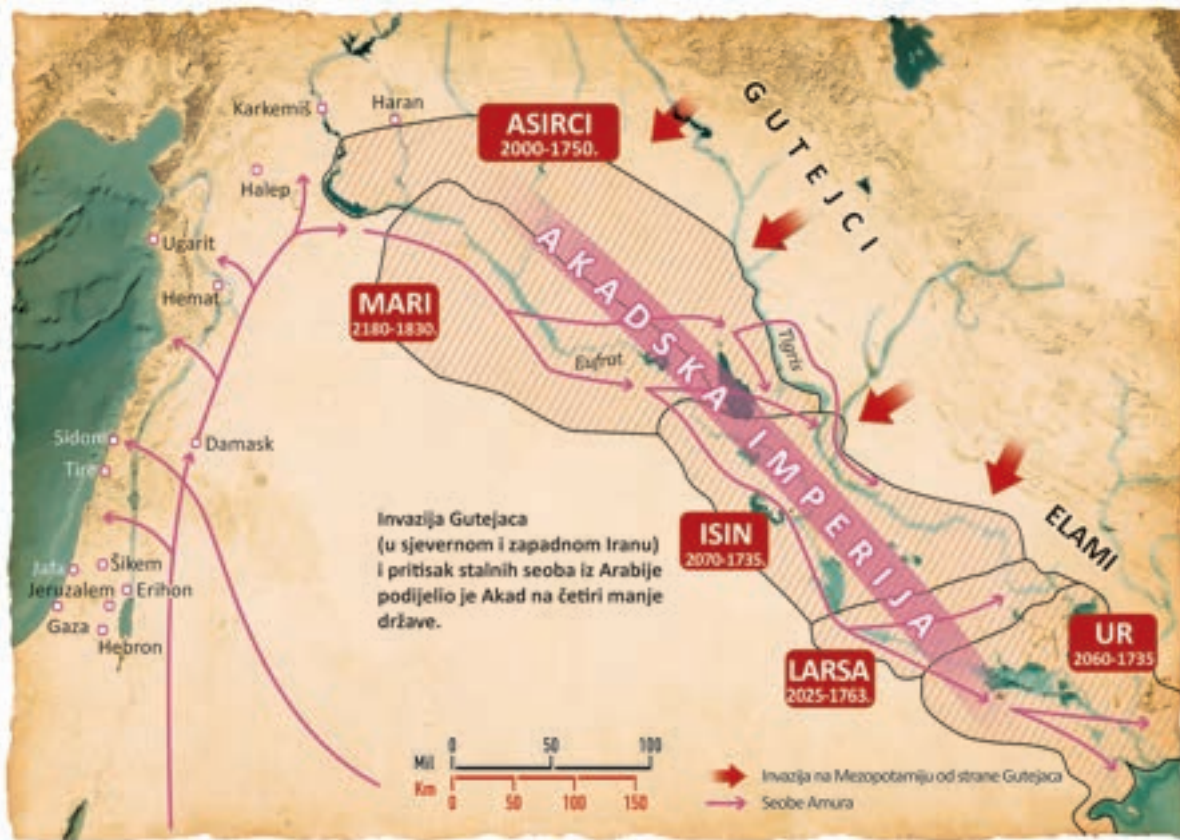 Karkemiš
Haran
ASIRCI
2000-1750.
GUTEJCI
Halep
Ugarit
Hemat
MARI
2180-1830.
AKADSKA IMPERIJA
Eufrat
Tigris
Sidom
Damask
Tire
ISIN
2070-1735.
ELAMI
Invazija Gutejaca
(u sjevernom i zapadnom Iranu)
i pritisak stalnih seoba iz Arabije
podijelio je Akad na četiri manje
države.
Jafa
Šikem
Jeruzalem
Erihon
Gaza
Hebron
UR
2060-1735
LARSA
2025-1763.
Mil 0 50 100
Km 0 50 100 150
Invazija na Mezopotamiju od strane Gutejaca
Seobe Amura